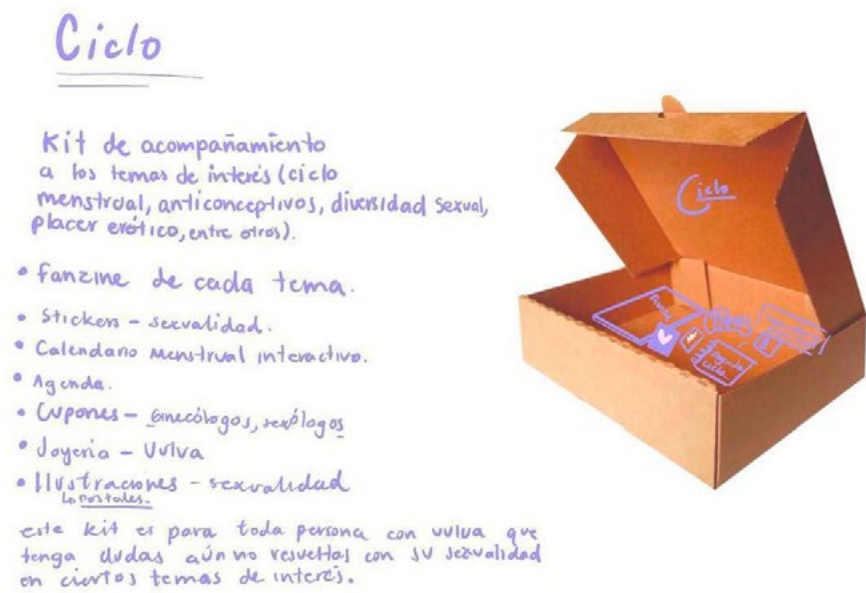 Ciclo
Kit de acompañamiento
a los temas de interés (ciclo
menstrual, anticonceptivos, diversidad sexual,
placer erótico, entre otros).
• fanzine de cada tema.
• Stickers - sexualidad.
• Calendario menstrual interactivo.
• Agenda.
• Cupones - Ginecólogos, sexólogos
• Joyería - Vulva
• Ilustraciones - sexualidad
↳ Postales.
este kit es para toda persona con vulva que
tenga dudas aún no resueltas con su sexualidad
en ciertos temas de interés.
Ciclo
Ciclo